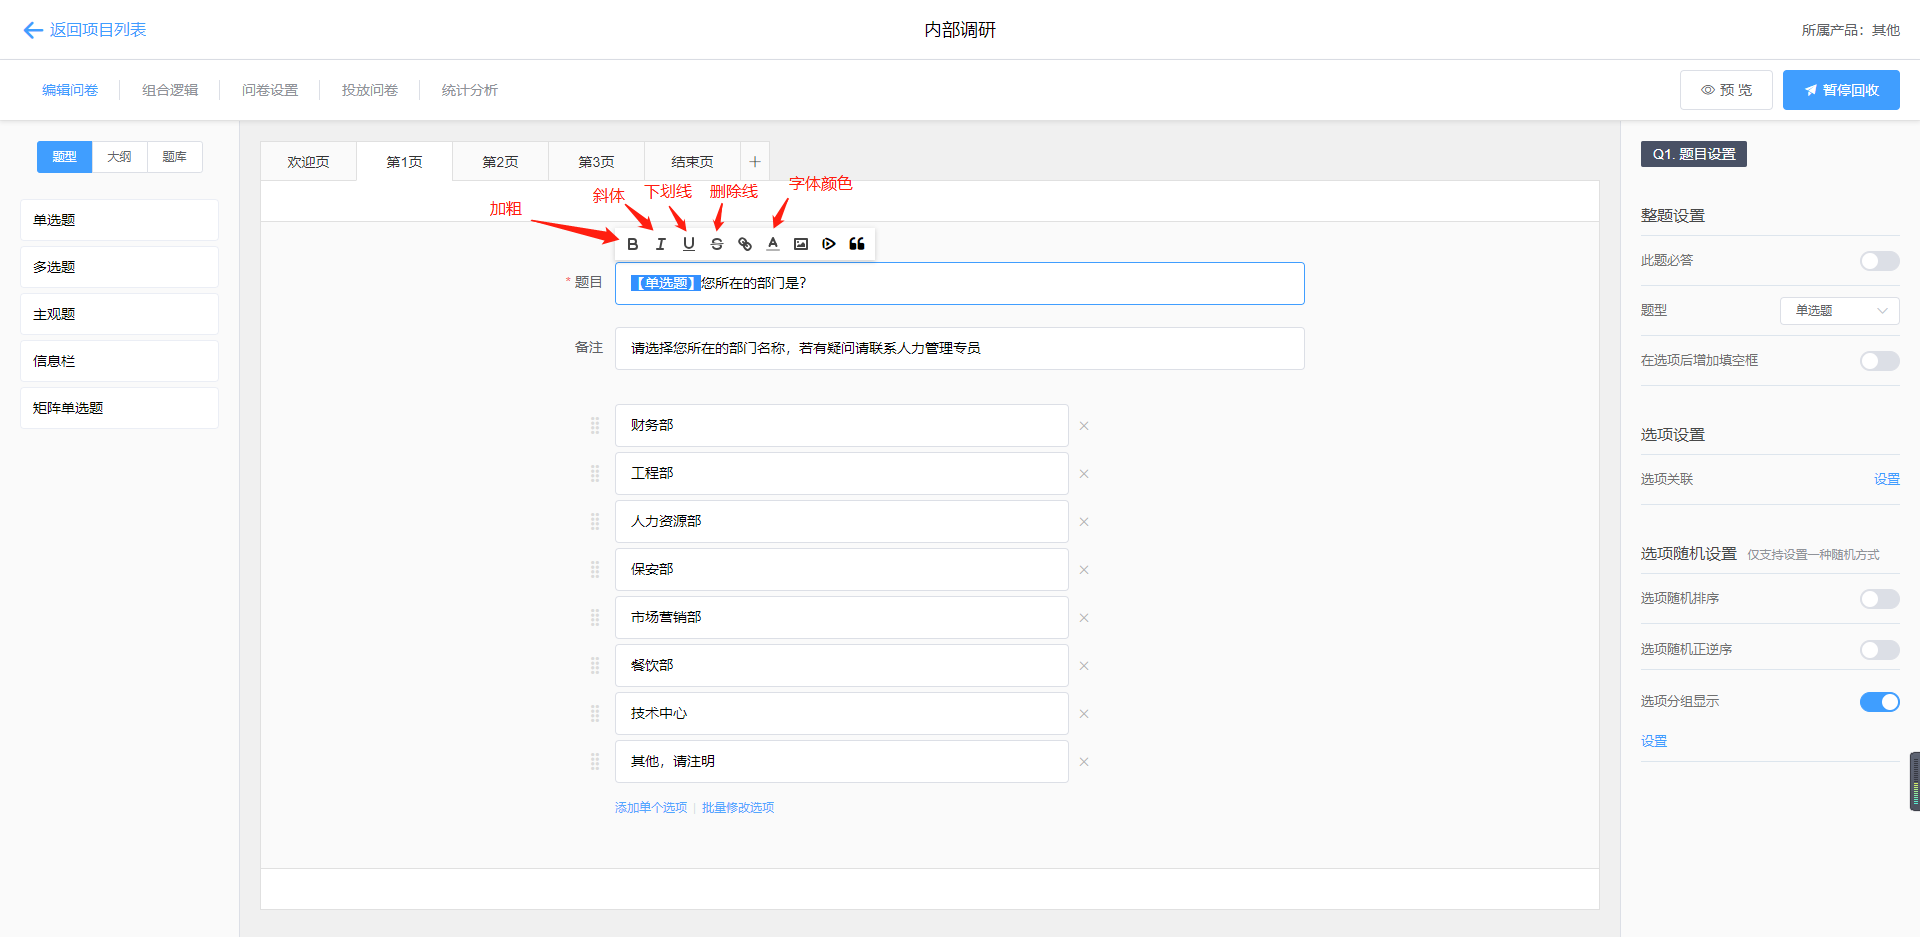 返回项目列表
内部调研
所属产品：其他
编辑问卷
组合逻辑
问卷设置
投放问卷
统计分析
预 览
暂停回收
题型
大纲
题库
单选题
多选题
主观题
信息栏
矩阵单选题
欢迎页
第1页
第2页
第3页
结束页
+
加粗
斜体
下划线
删除线
字体颜色
B I U S A
* 题目
【单选题】您所在的部门是?
备注
请选择您所在的部门名称，若有疑问请联系人力管理专员
财务部
工程部
人力资源部
保安部
市场营销部
餐饮部
技术中心
其他，请注明
添加单个选项 | 批量修改选项
Q1. 题目设置
整题设置
此题必答
题型
单选题
在选项后增加填空框
选项设置
选项关联
设置
选项随机设置 仅支持设置一种随机方式
选项随机排序
选项随机正逆序
选项分组显示
设置